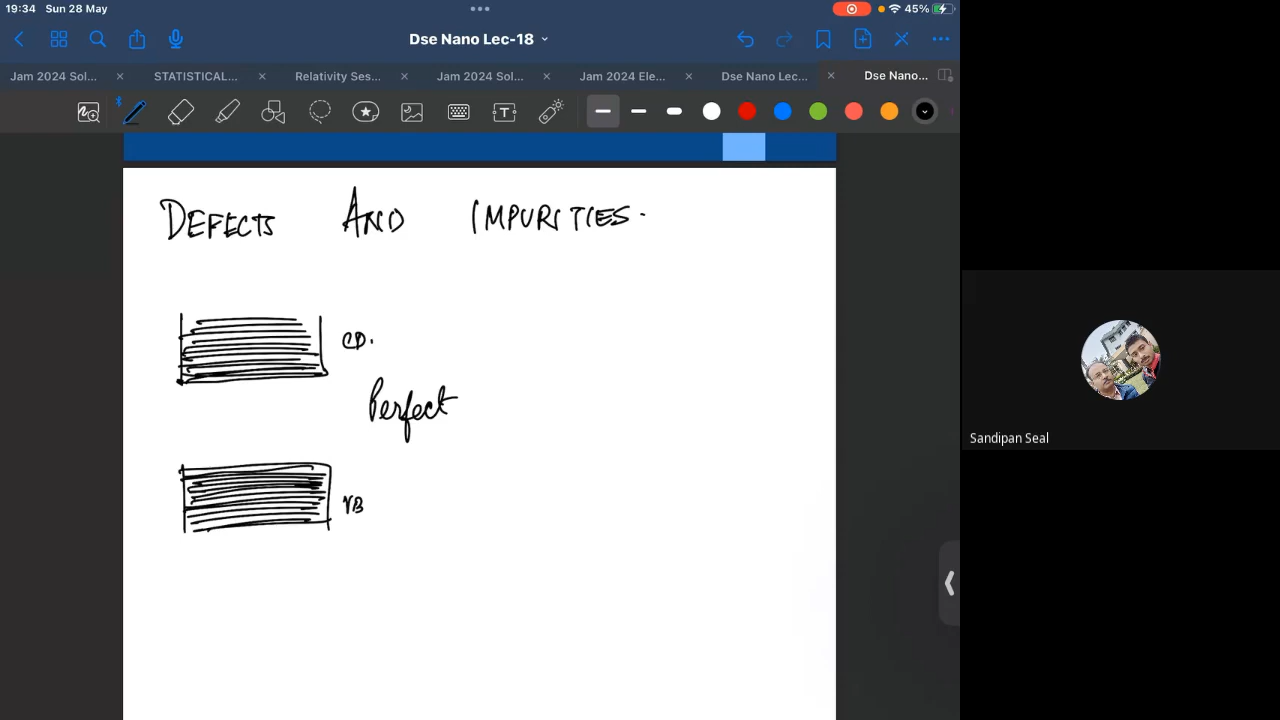 19:34 Sun 28 May
45%
Dse Nano Lec-18
Jam 2024 Sol...
STATISTICAL...
Relativity Ses...
Jam 2024 Sol...
Jam 2024 Ele...
Dse Nano Lec...
Dse Nano...
T
DEFECTS AND IMPURITIES.
Perfect
VB
Sandipan Seal